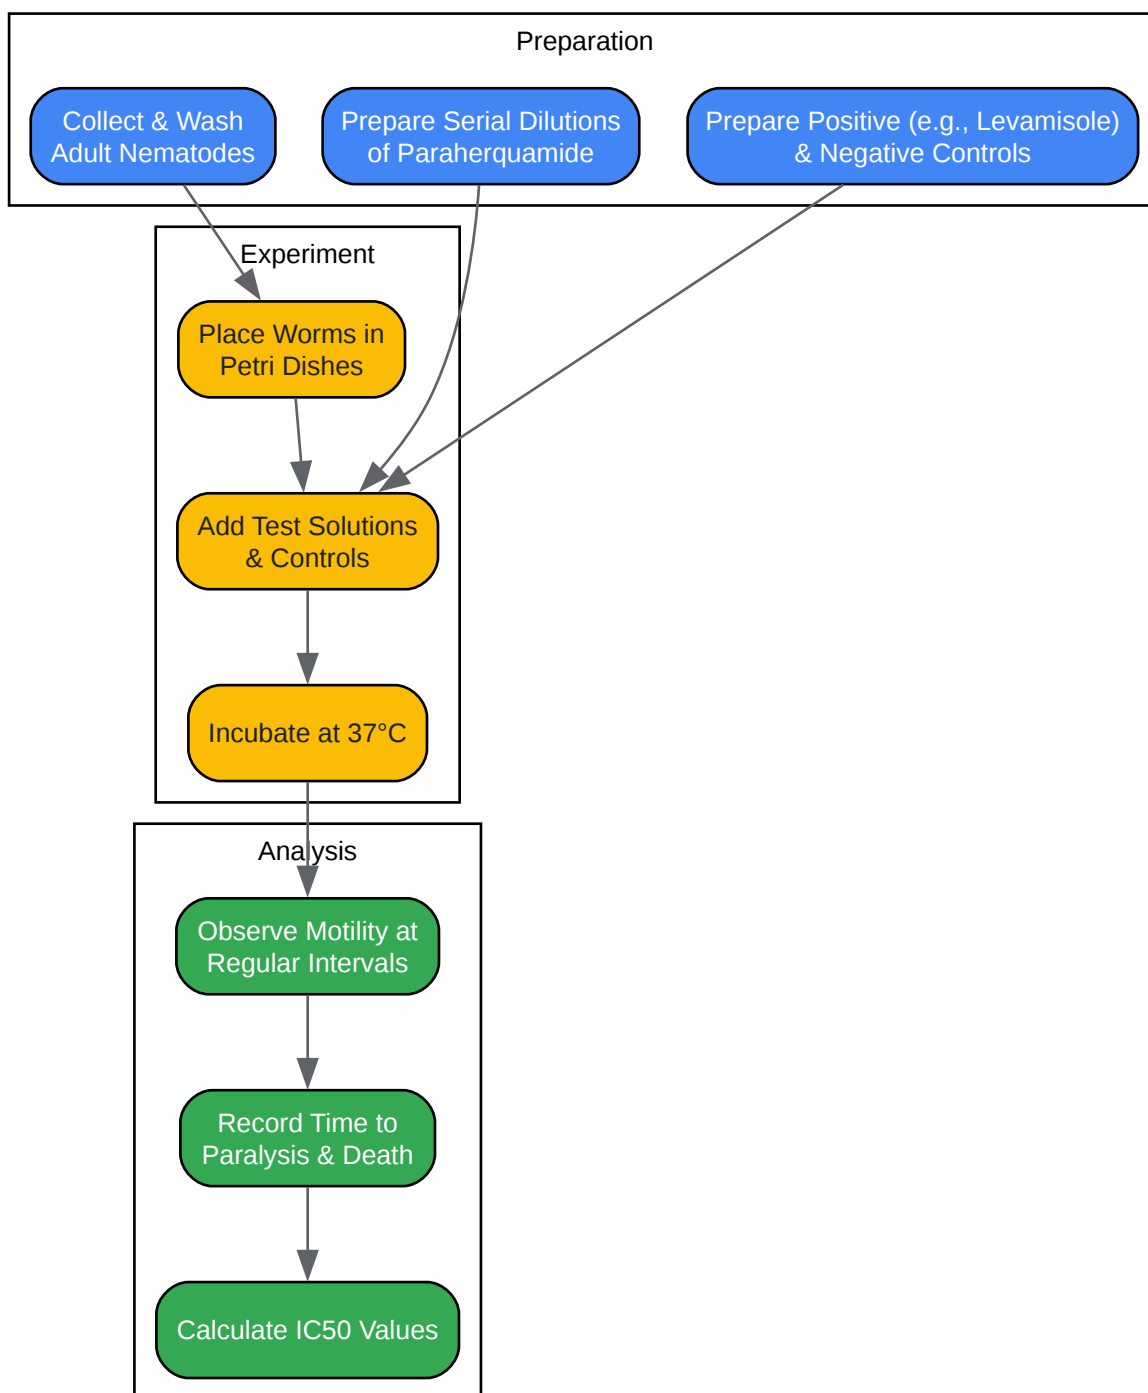 Preparation
Collect & Wash
Adult Nematodes
Prepare Serial Dilutions
of Paraherquamide
Prepare Positive (e.g., Levamisole)
& Negative Controls
Experiment
Place Worms in
Petri Dishes
Add Test Solutions
& Controls
Incubate at 37°C
Analysis
Observe Motility at
Regular Intervals
Record Time to
Paralysis & Death
Calculate IC50 Values